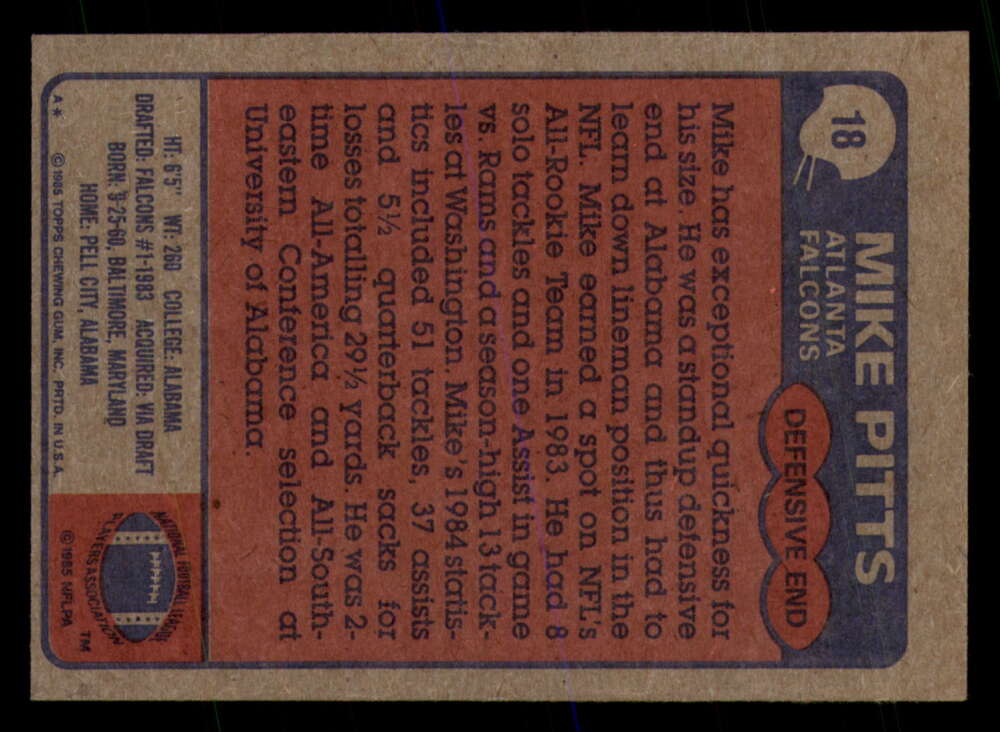 18
MIKE PITTS
ATLANTA
FALCONS
DEFENSIVE END
Mike has exceptional quickness for
his size. He was a standup defensive
end at Alabama and thus had to
learn down lineman position in the
NFL. Mike earned a spot on NFL's
All-Rookie Team in 1983. He had 8
solo tackles and one Assist in game
vs. Rams and a season-high 13 tack-
les at Washington. Mike's 1984 statis-
tics included 51 tackles, 37 assists
and 5½ quarterback sacks for
losses totalling 29½ yards. He was 2-
time All-America and All-South-
eastern Conference selection at
University of Alabama.
HT: 6'5" WT: 260 COLLEGE: ALABAMA
DRAFTED: FALCONS #1-1983 ACQUIRED: VIA DRAFT
BORN: 9-25-60, BALTIMORE, MARYLAND
HOME: PELL CITY, ALABAMA
A* © 1985 TOPPS CHEWING GUM, INC. PRTD. IN U.S.A.
NATIONAL FOOTBALL LEAGUE
PLAYERS ASSOCIATION
TM
© 1985 NFLPA